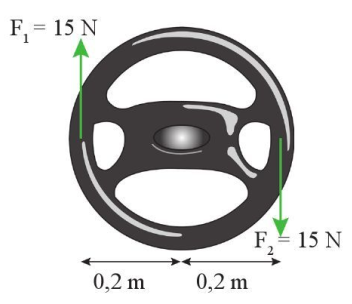 F₁ = 15 N
F₂ = 15 N
0,2 m
0,2 m